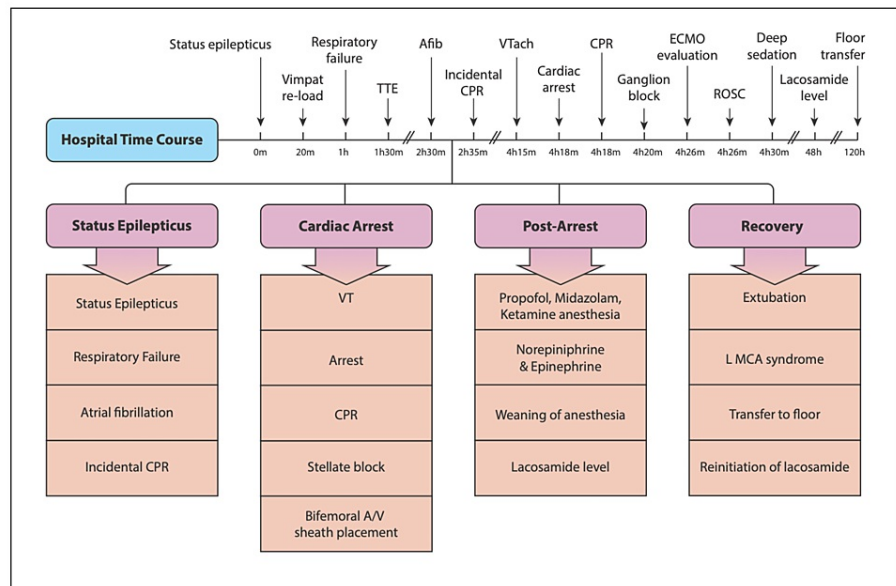 Status epilepticus
Vimpat
re-load
Respiratory
failure
TTE
Afib
Incidental
CPR
VTach
Cardiac
arrest
CPR
Ganglion
block
ECMO
evaluation
ROSC
Deep
sedation
Lacosamide
level
Floor
transfer
Hospital Time Course
0m 20m 1h 1h30m 2h30m 2h35m 4h15m 4h18m 4h18m 4h20m 4h26m 4h26m 4h30m 48h 120h
Status Epilepticus
Status Epilepticus
Respiratory Failure
Atrial fibrillation
Incidental CPR
Cardiac Arrest
VT
Arrest
CPR
Stellate block
Bifemoral A/V
sheath placement
Post-Arrest
Propofol, Midazolam,
Ketamine anesthesia
Norepiniphrine
& Epinephrine
Weaning of anesthesia
Lacosamide level
Recovery
Extubation
L MCA syndrome
Transfer to floor
Reinitiation of lacosamide